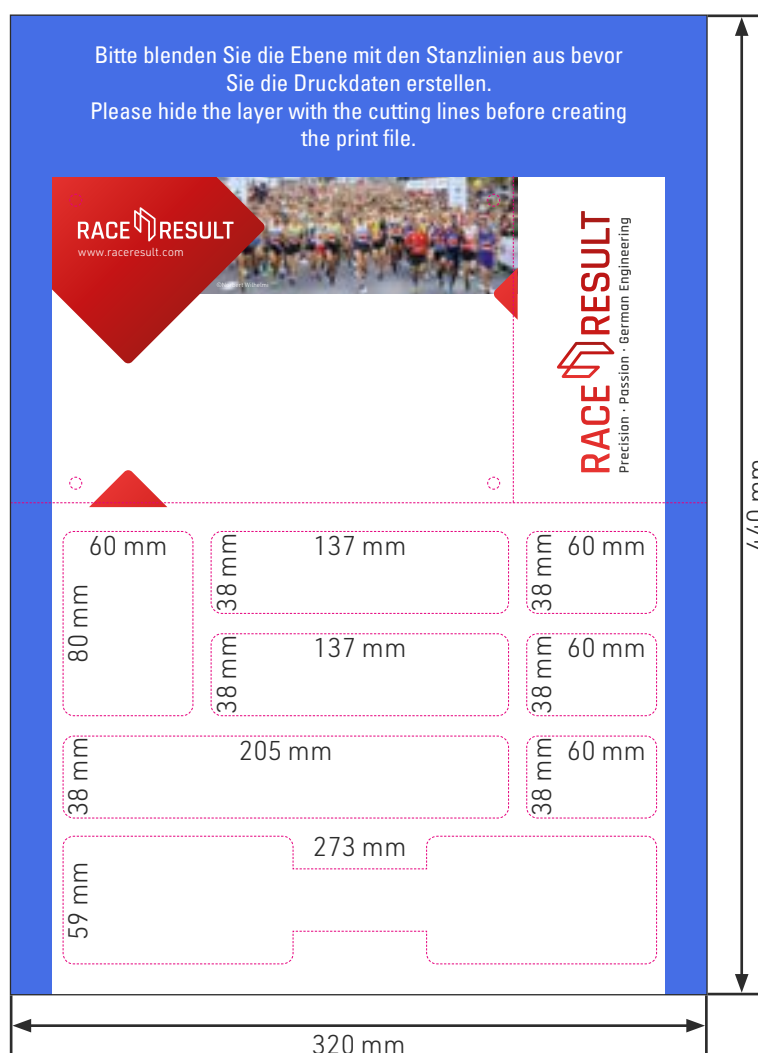 Bitte blenden Sie die Ebene mit den Stanzlinien aus bevor
Sie die Druckdaten erstellen.
Please hide the layer with the cutting lines before creating
the print file.
RACE RESULT
www.raceresult.com
RACE RESULT
Precision · Passion · German Engineering
440 mm
60 mm
80 mm
137 mm
38 mm
60 mm
38 mm
137 mm
38 mm
60 mm
38 mm
205 mm
38 mm
60 mm
38 mm
273 mm
59 mm
320 mm